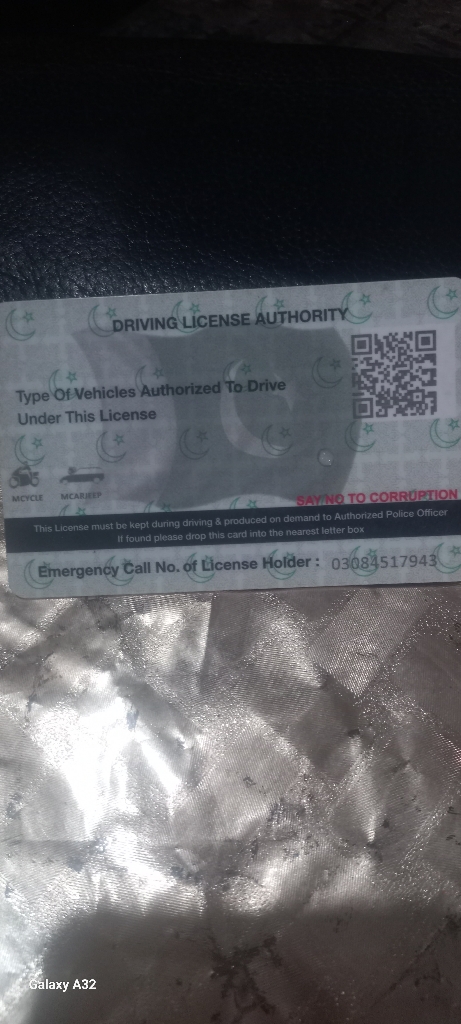 DRIVING LICENSE AUTHORITY
Type Of Vehicles Authorized To Drive
Under This License
MCYCLE MCARJEEP
SAY NO TO CORRUPTION
This License must be kept during driving & produced on demand to Authorized Police Officer
If found please drop this card into the nearest letter box
Emergency Call No. of License Holder : 03084517943
Galaxy A32